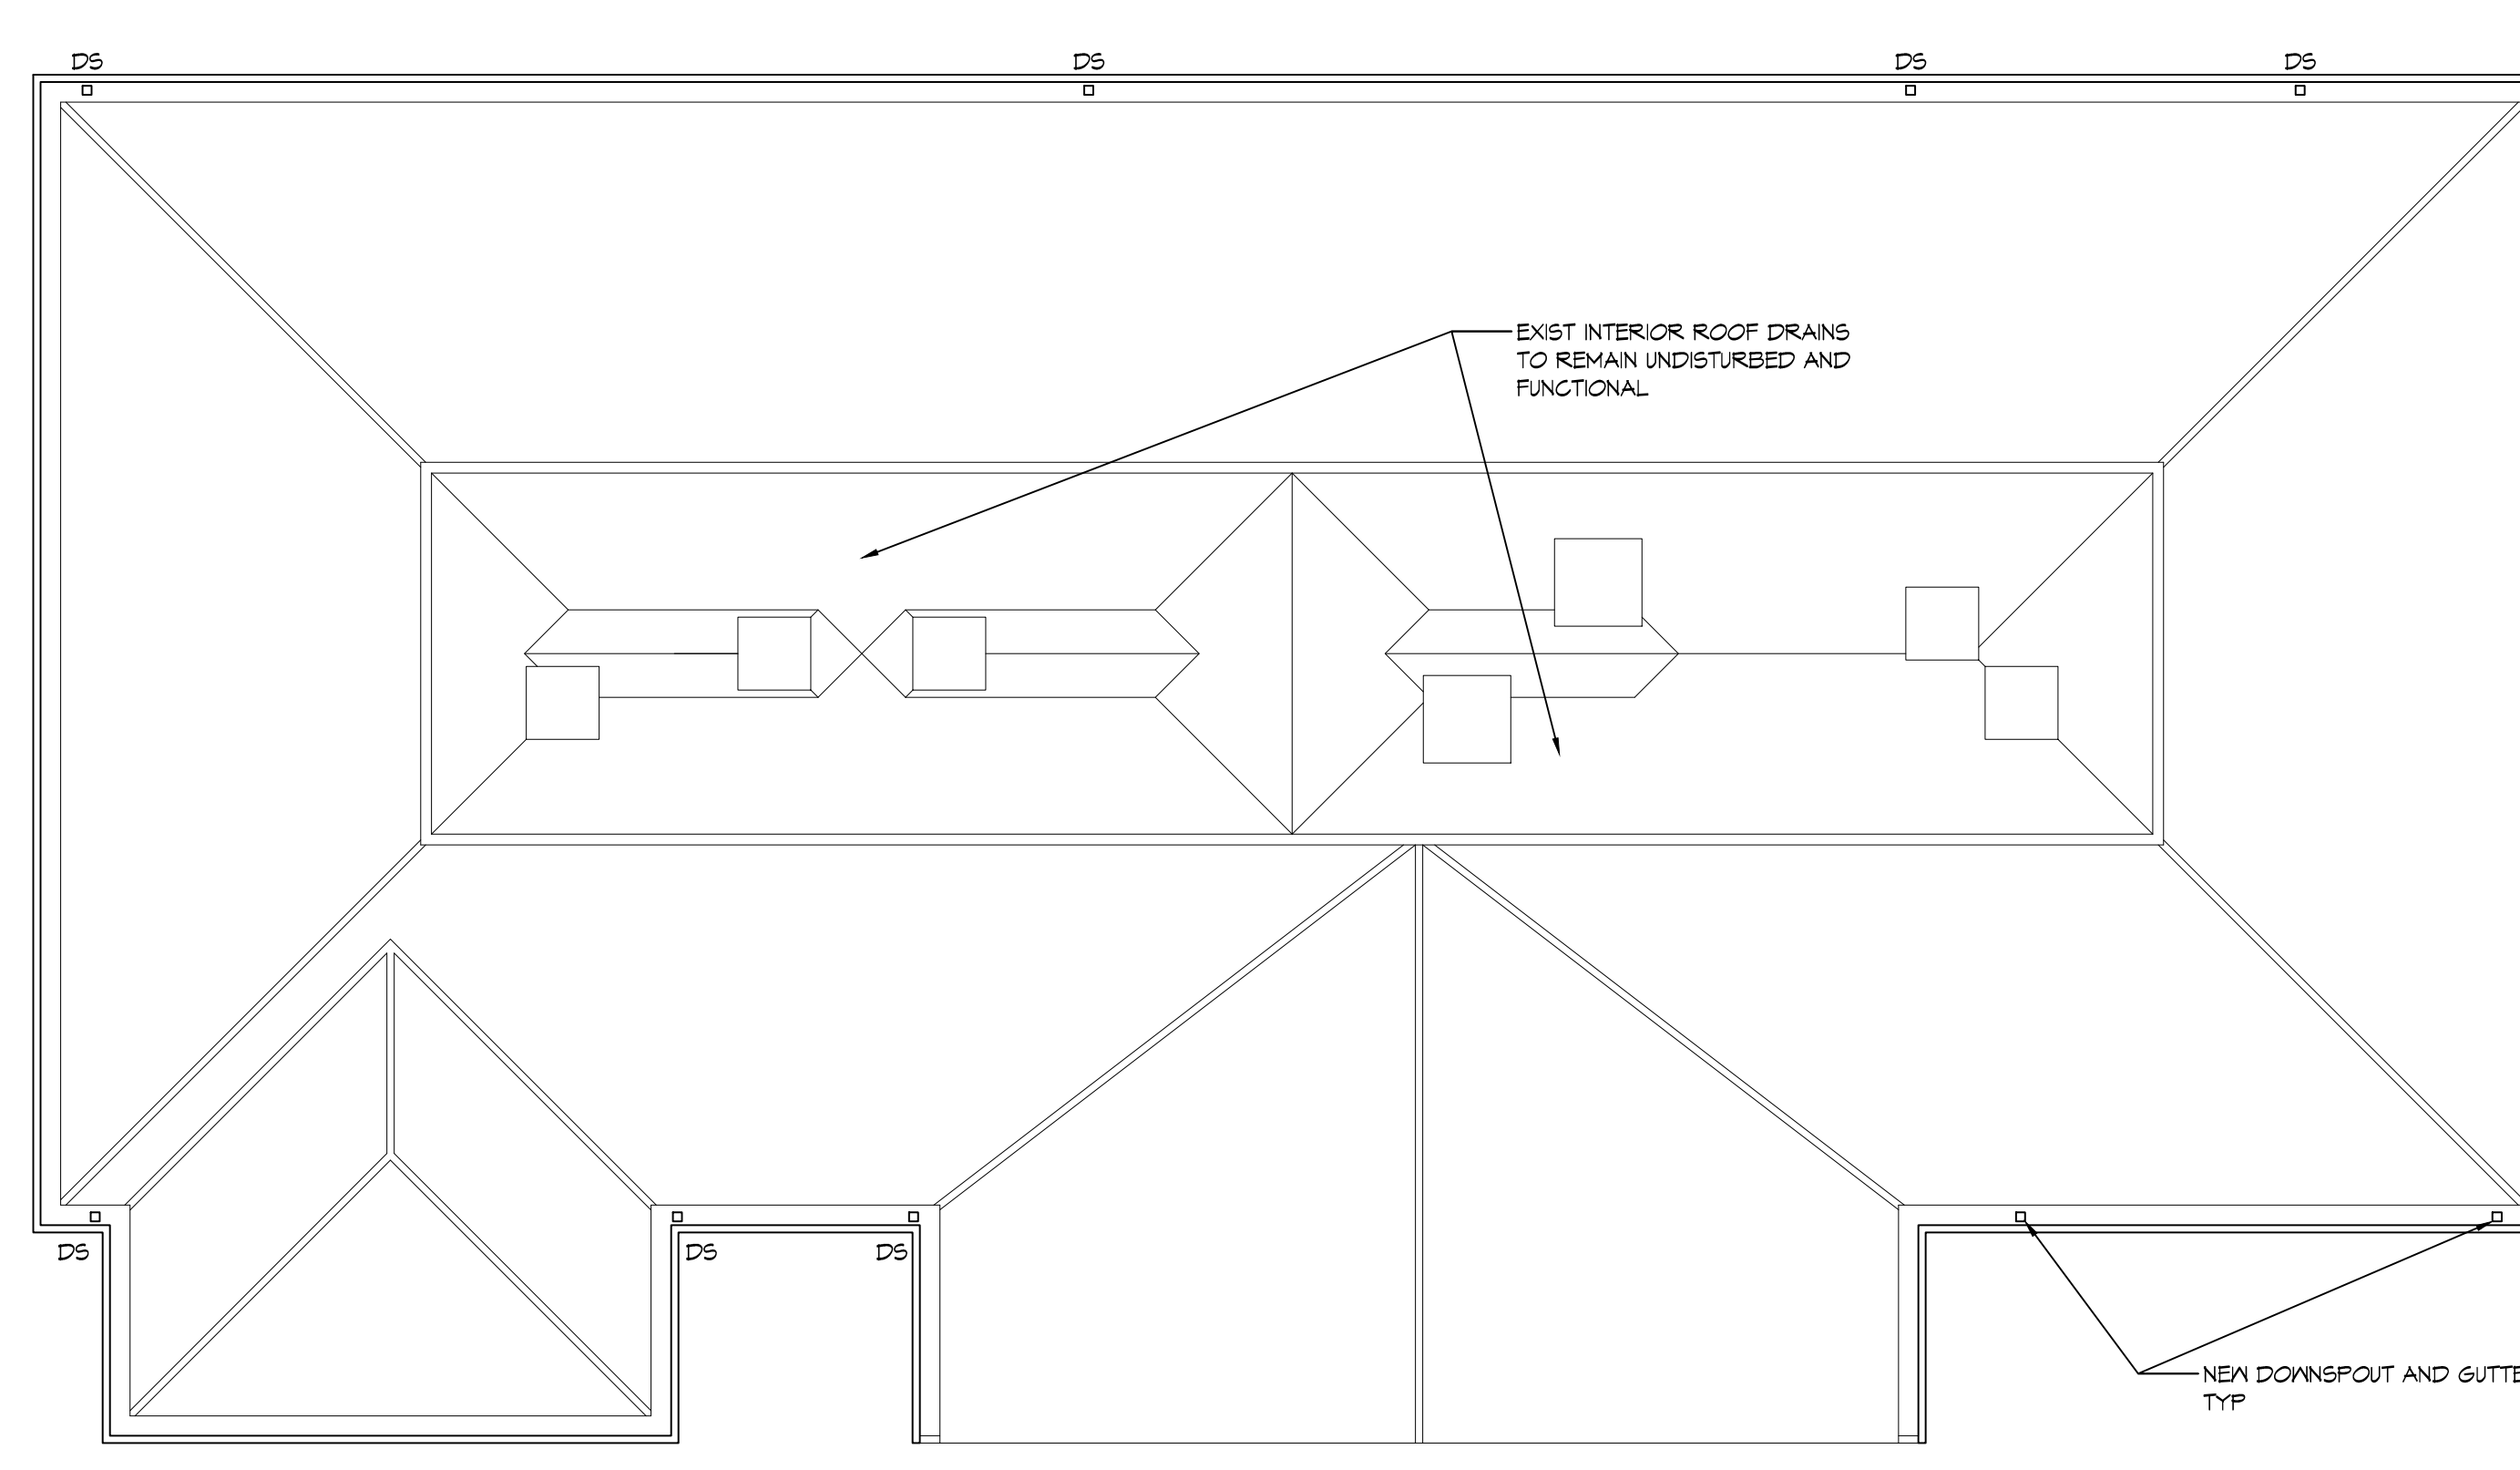 DS
DS
DS
DS
EXIST INTERIOR ROOF DRAINS
TO REMAIN UNDISTURBED AND
FUNCTIONAL
DS
DS
DS
NEW DOWNSPOUT AND GUTTE
TYP